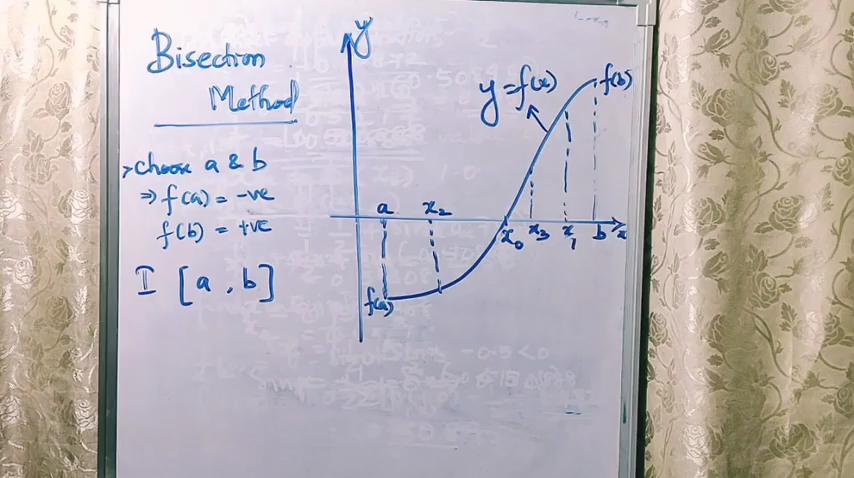 Bisection
Method
> choose a & b
⇒ f(a) = -ve
f(b) = +ve
I [a , b]
y
y=f(x)
f(b)
a
x₂
x₀
x₃
x₁
b
x
f(a)